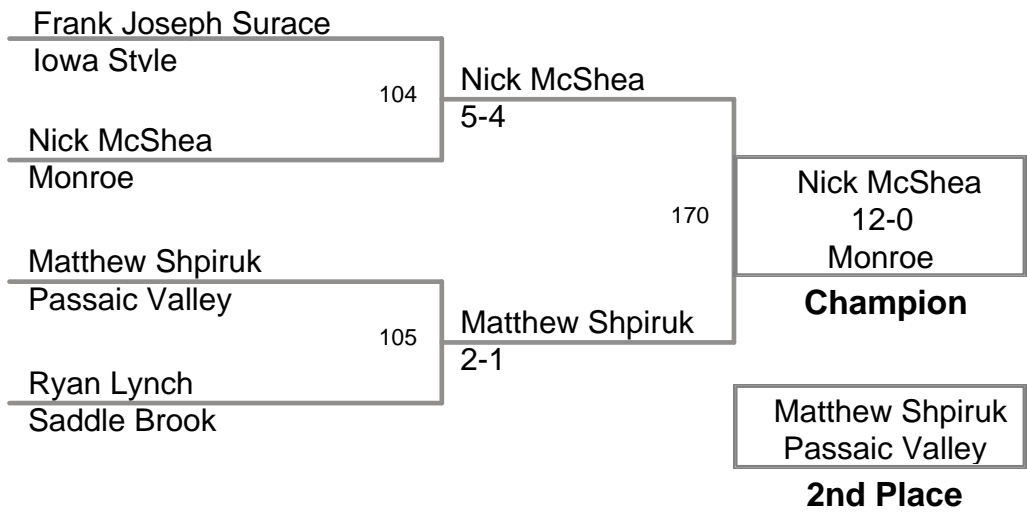 Frank Joseph Surace
Iowa Style
104
Nick McShea
5-4
Nick McShea
Monroe
170
Nick McShea
12-0
Monroe
Champion
Matthew Shpiruk
Passaic Valley
105
Matthew Shpiruk
2-1
Ryan Lynch
Saddle Brook
Matthew Shpiruk
Passaic Valley
2nd Place